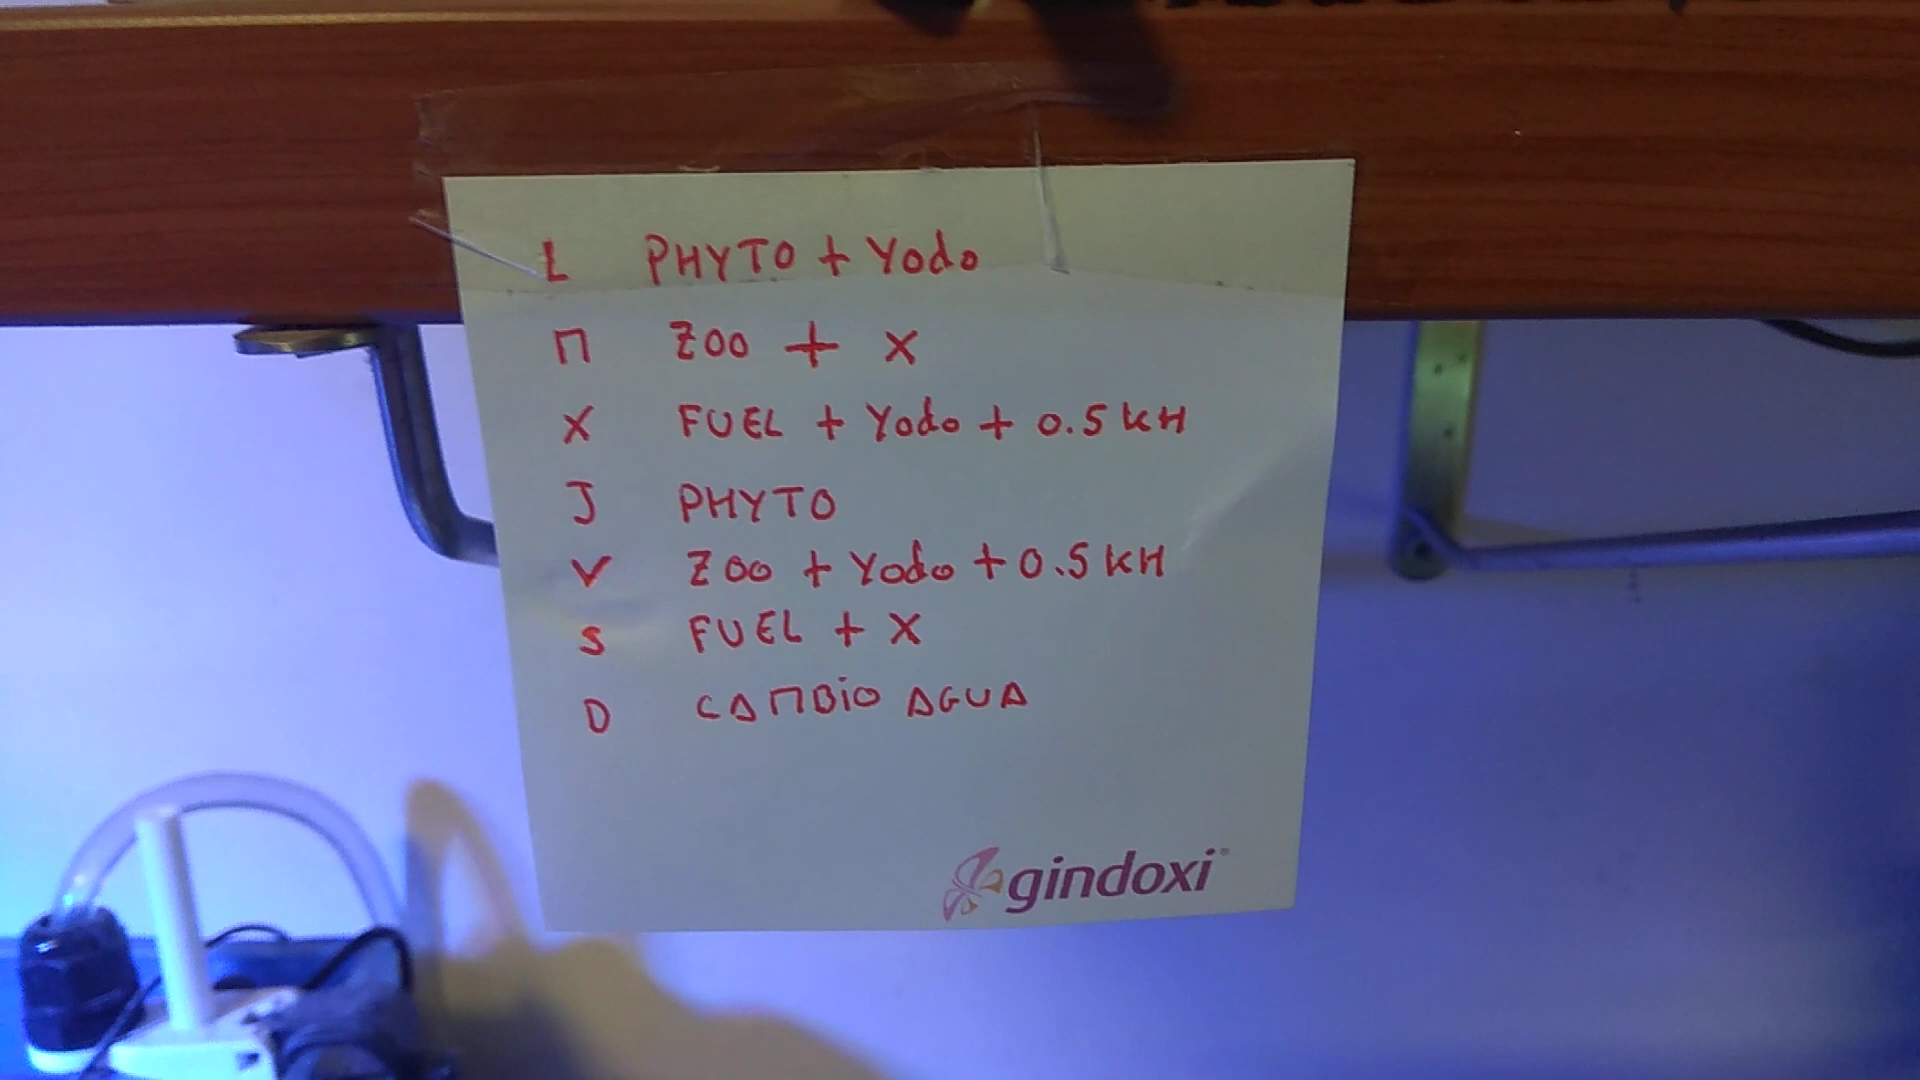 L PHYTO + Yodo
M ZOO + X
X FUEL + Yodo + 0.5 KH
J PHYTO
V ZOO + Yodo + 0.5 KH
S FUEL + X
D CAMBIO AGUA
gindoxi®